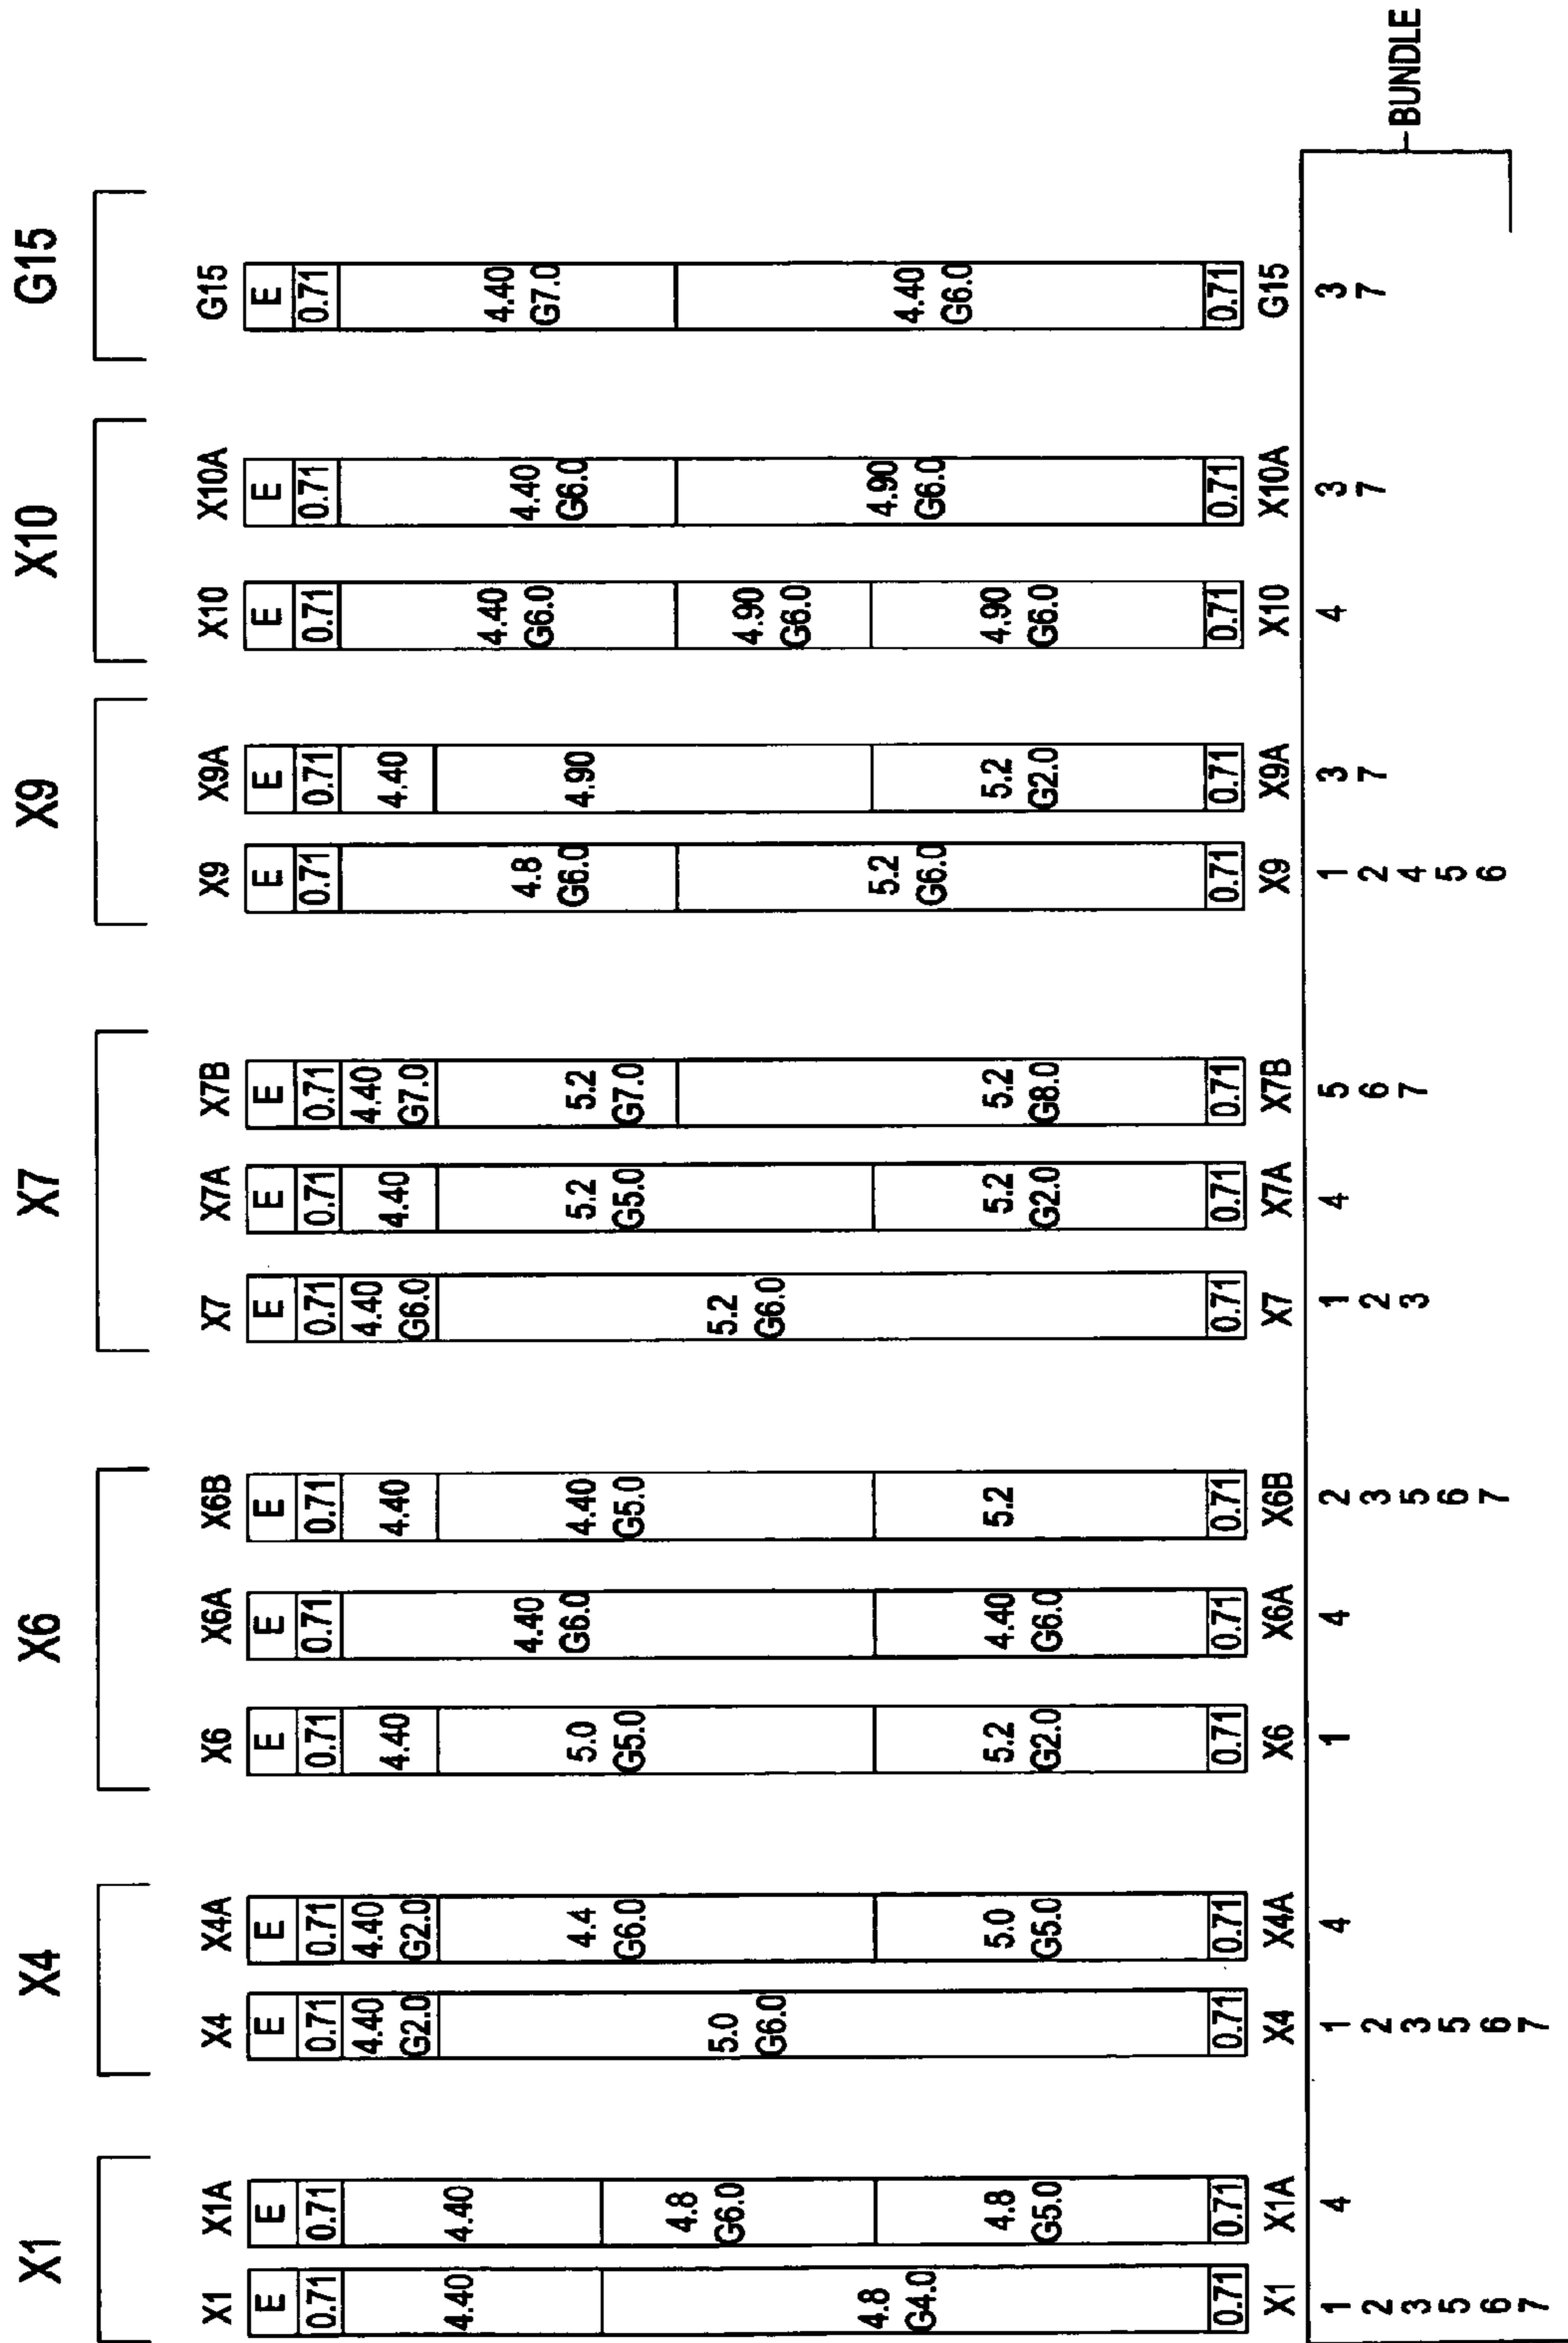 X1
X4
X6
X7
X9
X10
G15
X1
E
0.71
4.40
4.8
G4.0
0.71
X1
1
2
3
5
6
7
X1A
E
0.71
4.40
4.8
G6.0
4.8
G5.0
0.71
X1A
4
X4
E
0.71
4.40
G2.0
5.0
G6.0
0.71
X4
1
2
3
5
6
7
X4A
E
0.71
4.40
G2.0
4.4
G6.0
5.0
G5.0
0.71
X4A
4
X6
E
0.71
4.40
5.0
G5.0
5.2
G2.0
0.71
X6
1
X6A
E
0.71
4.40
G6.0
4.40
G6.0
0.71
X6A
4
X6B
E
0.71
4.40
4.40
G5.0
5.2
0.71
X6B
2
3
5
6
7
X7
E
0.71
4.40
G6.0
5.2
G6.0
0.71
X7
1
2
3
X7A
E
0.71
4.40
5.2
G5.0
5.2
G2.0
0.71
X7A
4
X7B
E
0.71
4.40
G7.0
5.2
G7.0
5.2
G8.0
0.71
X7B
5
6
7
X9
E
0.71
4.8
G6.0
5.2
G6.0
0.71
X9
1
2
4
5
6
X9A
E
0.71
4.40
4.90
5.2
G2.0
0.71
X9A
3
7
X10
E
0.71
4.40
G6.0
4.90
G6.0
4.90
G6.0
0.71
X10
4
X10A
E
0.71
4.40
G6.0
4.90
G6.0
0.71
X10A
3
7
G15
E
0.71
4.40
G7.0
4.40
G6.0
0.71
G15
3
7
BUNDLE